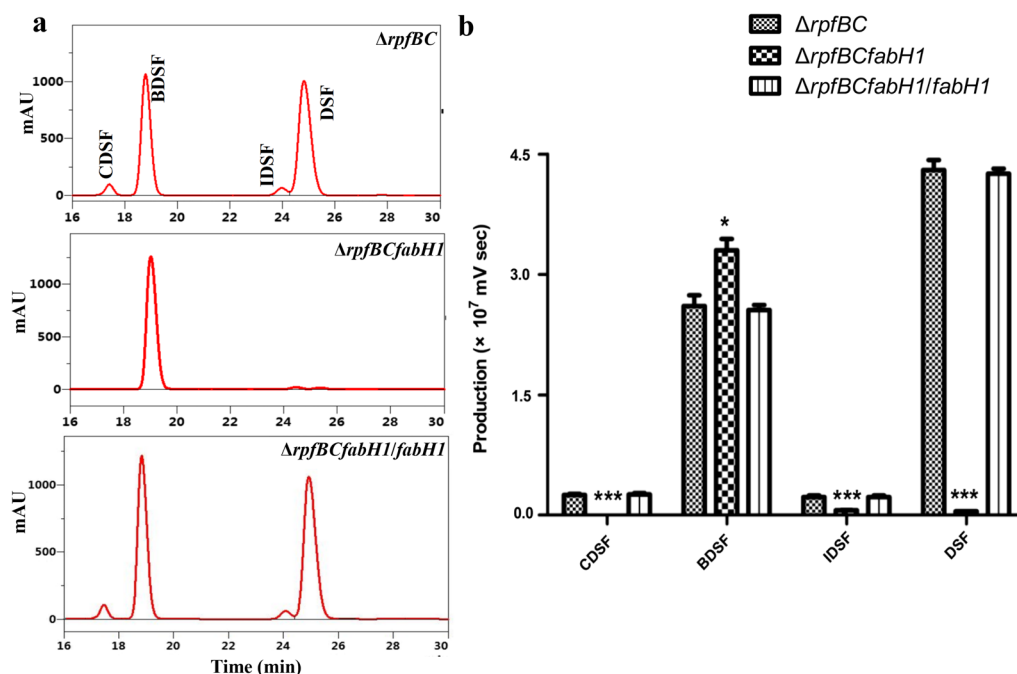 a
ΔrpfBC
1000
500
0
mAU
CDSF
BDSF
IDSF
DSF
16 18 20 22 24 26 28 30
ΔrpfBCfabH1
1000
500
0
mAU
16 18 20 22 24 26 28 30
ΔrpfBCfabH1/fabH1
1000
500
0
mAU
16 18 20 22 24 26 28 30
Time (min)
b
ΔrpfBC
ΔrpfBCfabH1
ΔrpfBCfabH1/fabH1
Production (× 10⁷ mV sec)
4.5
3.0
1.5
0.0
***
*
***
***
CDSF
BDSF
IDSF
DSF